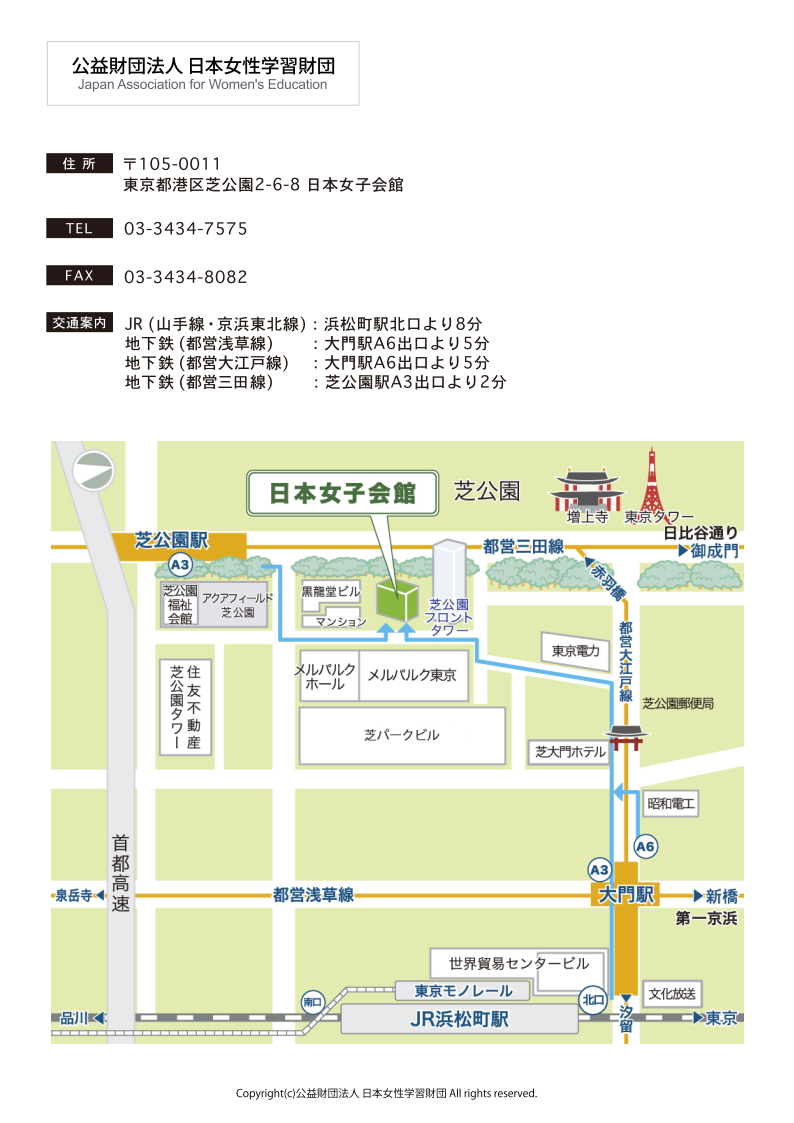 公益財団法人 日本女性学習財団
Japan Association for Women's Education
住 所
〒105-0011
東京都港区芝公園2-6-8 日本女子会館
TEL
03-3434-7575
FAX
03-3434-8082
交通案内
JR (山手線・京浜東北線) : 浜松町駅北口より8分
地下鉄 (都営浅草線) : 大門駅A6出口より5分
地下鉄 (都営大江戸線) : 大門駅A6出口より5分
地下鉄 (都営三田線) : 芝公園駅A3出口より2分
日本女子会館
芝公園
増上寺
東京タワー
日比谷通り
芝公園駅
都営三田線
御成門
A3
赤羽橋
芝公園
福祉
会館
アクアフィールド
芝公園
黒龍堂ビル
マンション
芝公園
フロント
タワー
都営大江戸線
東京電力
メルパルク
ホール
メルパルク東京
住友不動産
芝公園タワー
芝公園郵便局
芝パークビル
芝大門ホテル
昭和電工
首都高速
A6
A3
泉岳寺
都営浅草線
大門駅
新橋
第一京浜
世界貿易センタービル
東京モノレール
南口
北口
文化放送
品川
JR浜松町駅
汐留
東京
Copyright(c)公益財団法人 日本女性学習財団 All rights reserved.